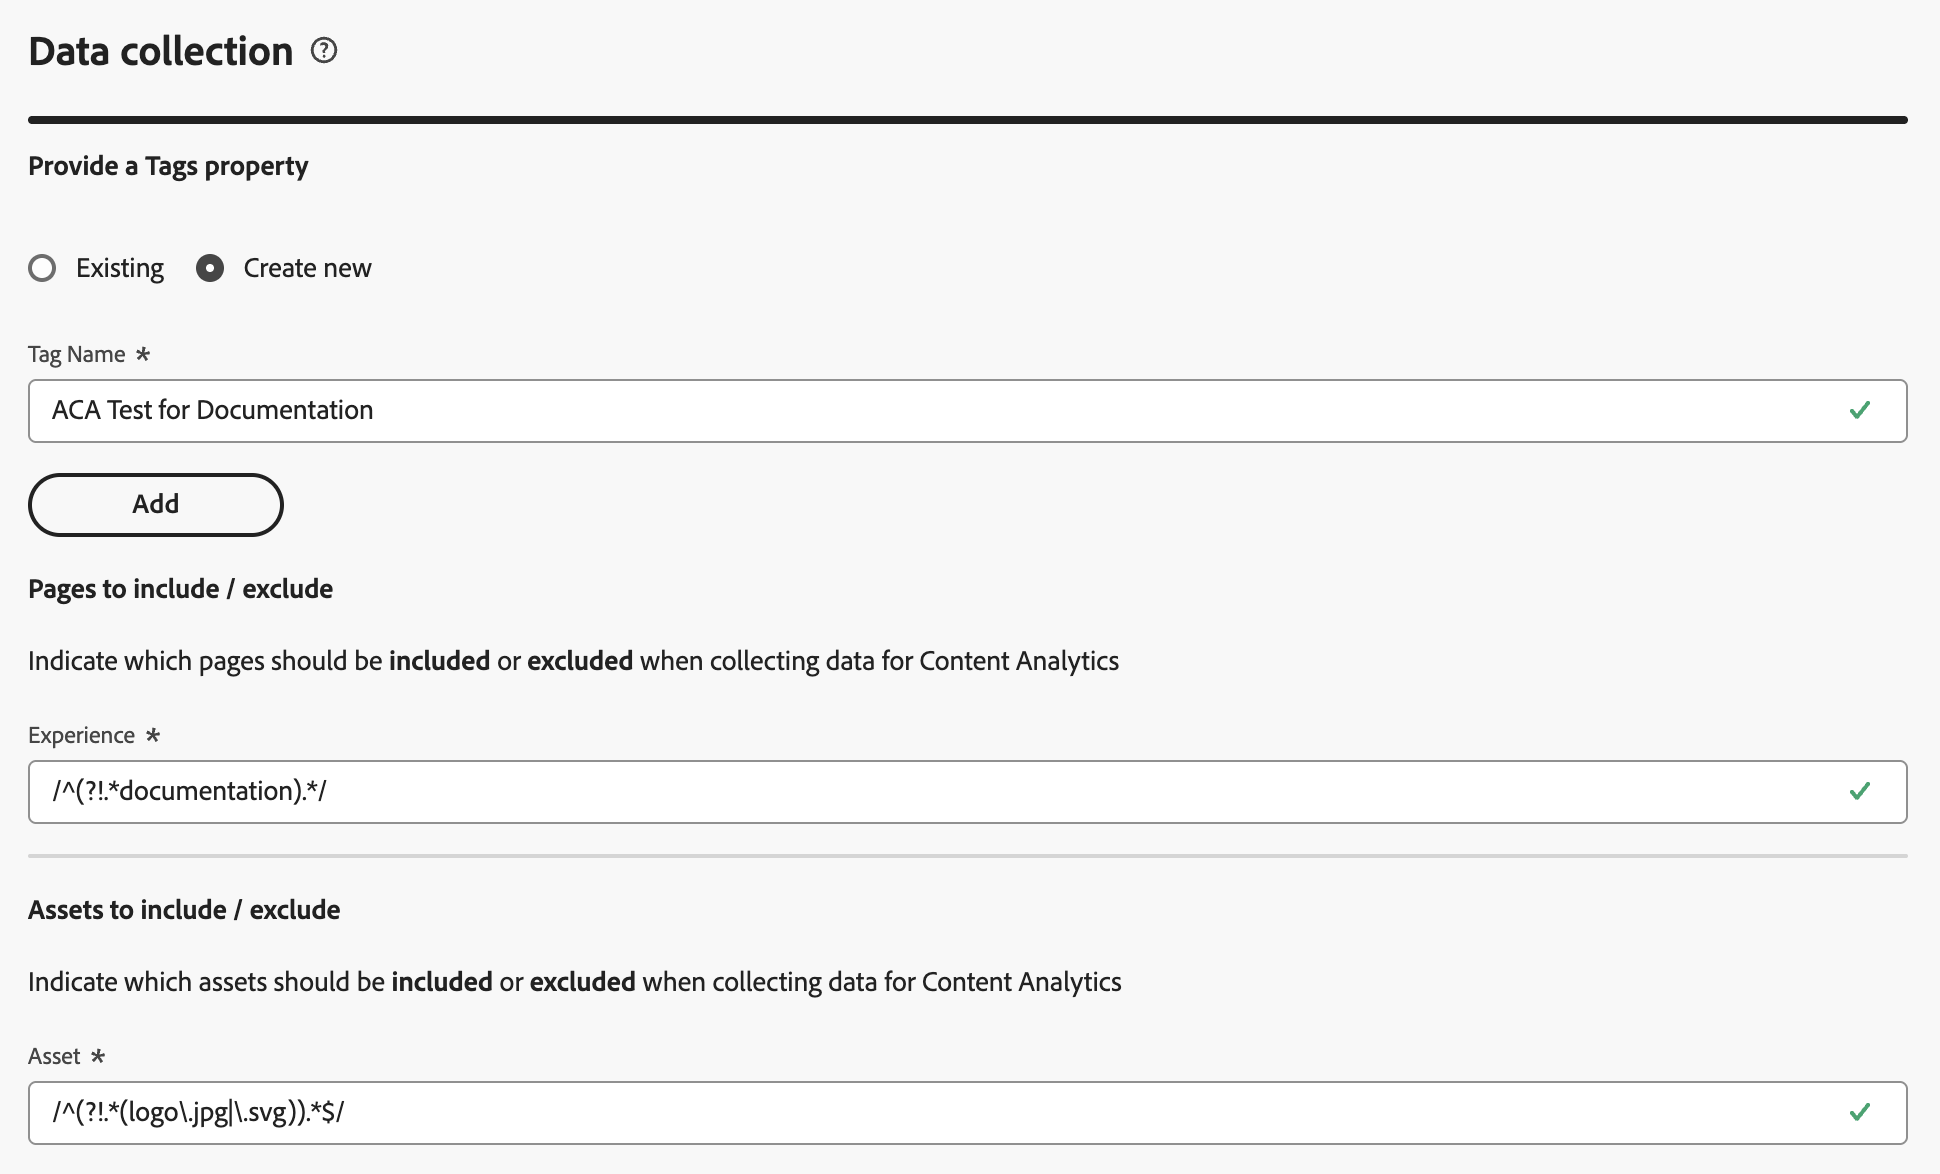 Data collection ?
Provide a Tags property
Existing Create new
Tag Name *
ACA Test for Documentation
Add
Pages to include / exclude
Indicate which pages should be included or excluded when collecting data for Content Analytics
Experience *
/^(?!.*documentation).*/
Assets to include / exclude
Indicate which assets should be included or excluded when collecting data for Content Analytics
Asset *
/^(?!.*(logo\.jpg|\.svg)).*$/